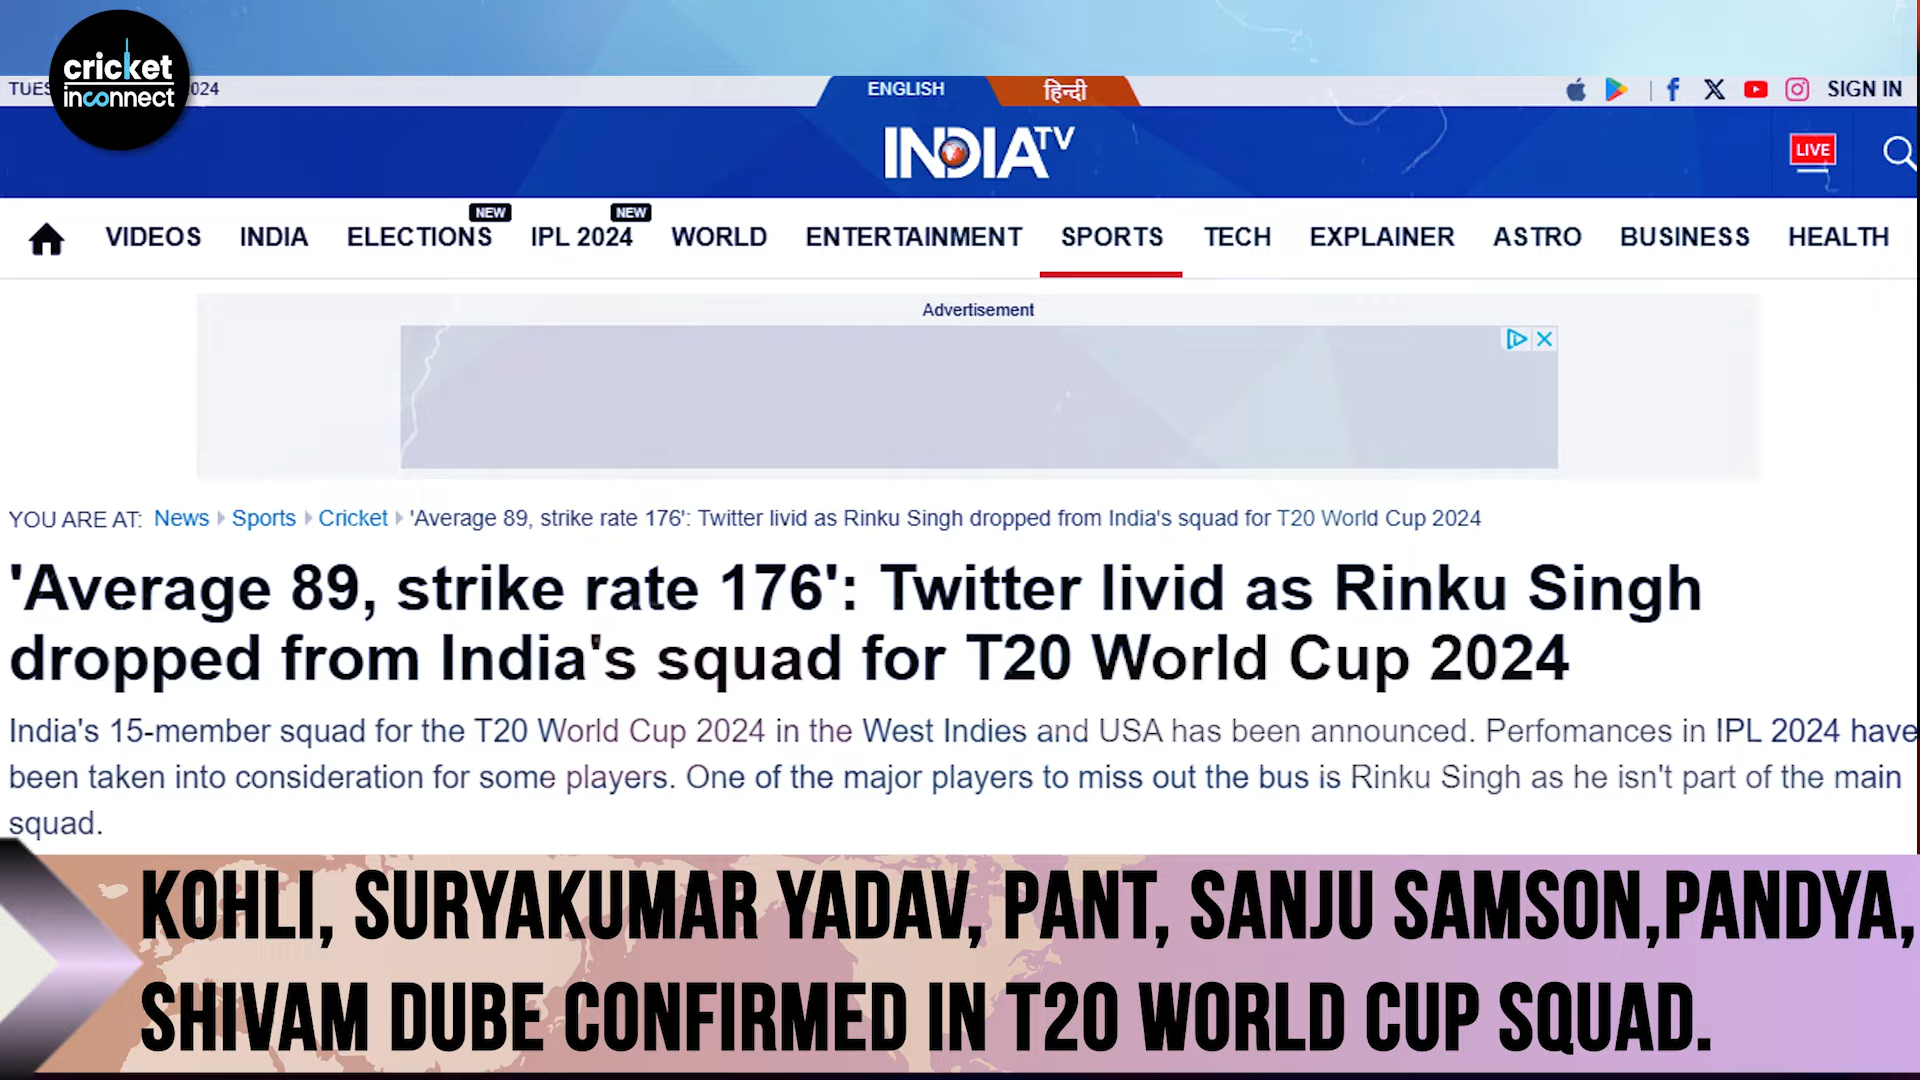 cricket
inconnect
TUES 2024
ENGLISH
हिन्दी
SIGN IN
INDIA TV
LIVE
NEW
NEW
VIDEOS INDIA ELECTIONS IPL 2024 WORLD ENTERTAINMENT SPORTS TECH EXPLAINER ASTRO BUSINESS HEALTH
Advertisement
YOU ARE AT: News Sports Cricket 'Average 89, strike rate 176': Twitter livid as Rinku Singh dropped from India's squad for T20 World Cup 2024
'Average 89, strike rate 176': Twitter livid as Rinku Singh
dropped from India's squad for T20 World Cup 2024
India's 15-member squad for the T20 World Cup 2024 in the West Indies and USA has been announced. Perfomances in IPL 2024 have
been taken into consideration for some players. One of the major players to miss out the bus is Rinku Singh as he isn't part of the main
squad.
KOHLI, SURYAKUMAR YADAV, PANT, SANJU SAMSON,PANDYA,
SHIVAM DUBE CONFIRMED IN T20 WORLD CUP SQUAD.